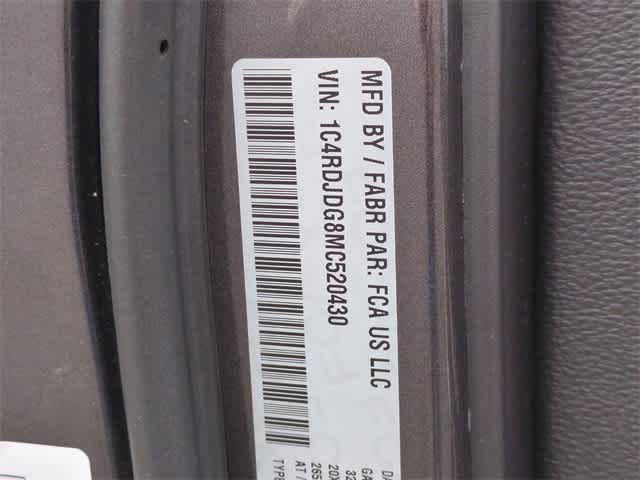 MFD BY / FABR PAR: FCA US LLC
VIN: 1C4RDJDG8MC520430